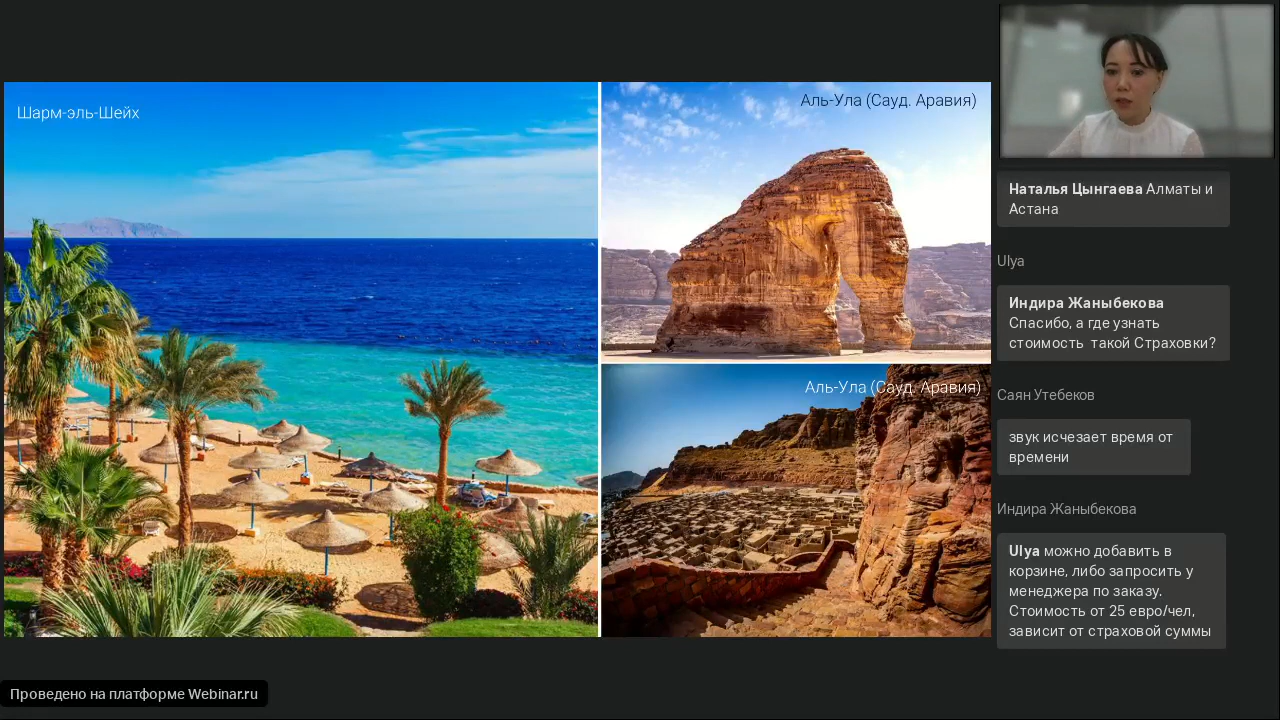 Шарм-эль-Шейх
Аль-Ула (Сауд. Аравия)
Аль-Ула (Сауд. Аравия)
Наталья Цынгаева Алматы и
Астана
Ulya
Индира Жаныбекова
Спасибо, а где узнать
стоимость такой Страховки?
Саян Утебеков
звук исчезает время от
времени
Индира Жаныбекова
Ulya можно добавить в
корзине, либо запросить у
менеджера по заказу.
Стоимость от 25 евро/чел,
зависит от страховой суммы
Проведено на платформе Webinar.ru